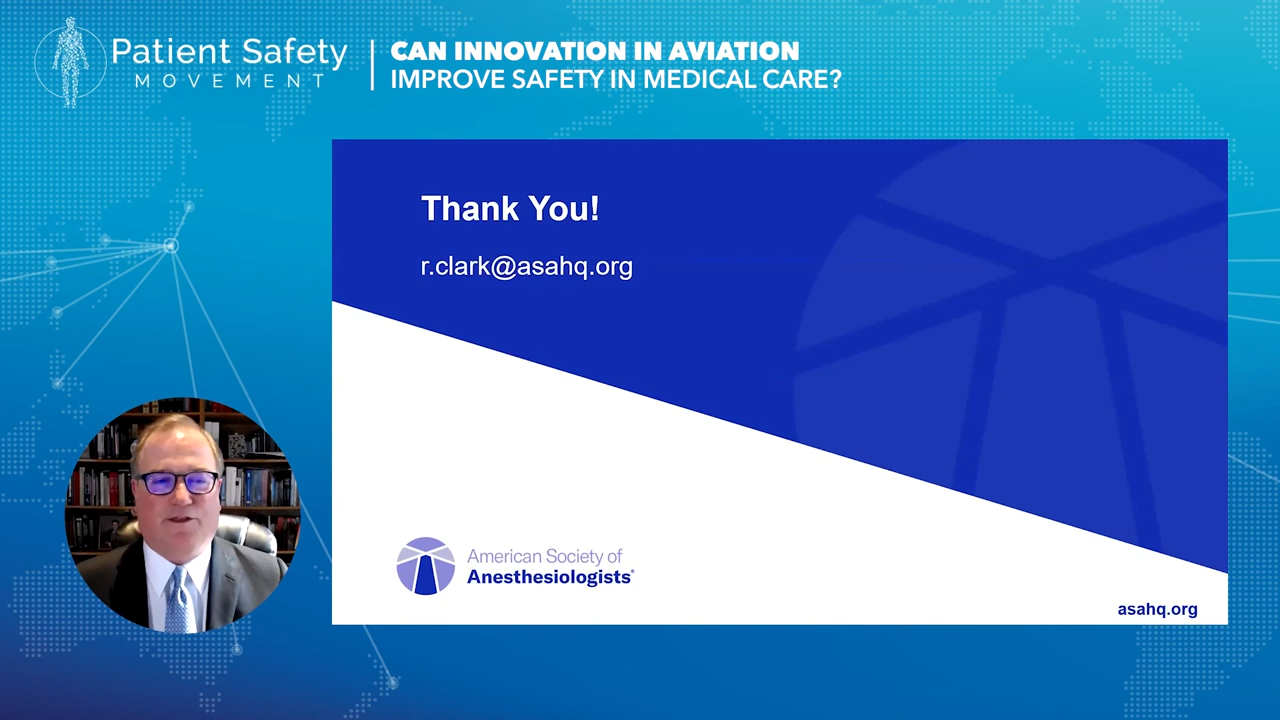 Patient Safety
MOVEMENT
CAN INNOVATION IN AVIATION
IMPROVE SAFETY IN MEDICAL CARE?
Thank You!
r.clark@asahq.org
American Society of
Anesthesiologists®
asahq.org